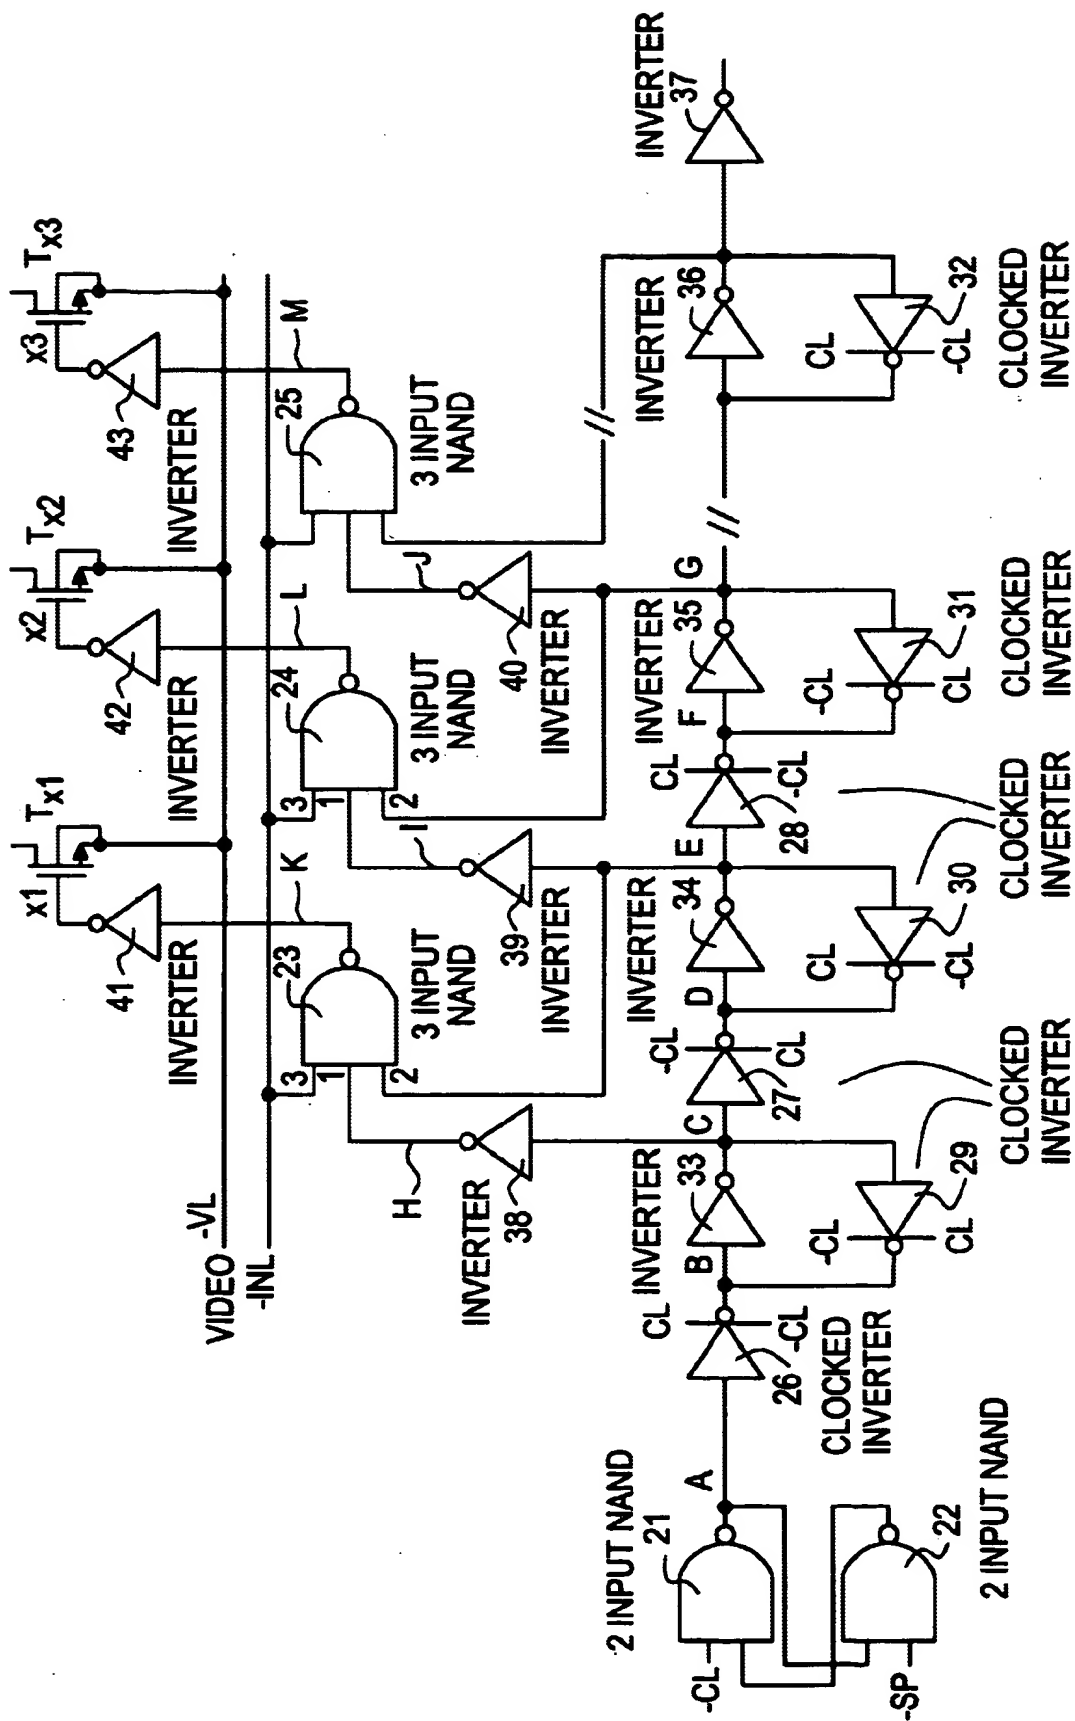 VIDEO -VL
-INL
x1
Tx1
41
INVERTER
K
23
3 INPUT
NAND
3
1
2
H
INVERTER
38
x2
Tx2
42
INVERTER
L
24
3 INPUT
NAND
3
1
2
I
39
INVERTER
x3
Tx3
43
INVERTER
M
25
3 INPUT
NAND
J
40
INVERTER
2 INPUT NAND
21
-CL
-SP
22
2 INPUT NAND
A
CL
-CL
26
CLOCKED
INVERTER
B
INVERTER
33
C
-CL
CL
29
-CL
CL
27
CLOCKED
INVERTER
D
INVERTER
34
E
CL
-CL
30
CL
-CL
28
CLOCKED
INVERTER
F
INVERTER
35
G
-CL
CL
31
CLOCKED
INVERTER
INVERTER
36
CL
-CL
32
CLOCKED
INVERTER
INVERTER
37